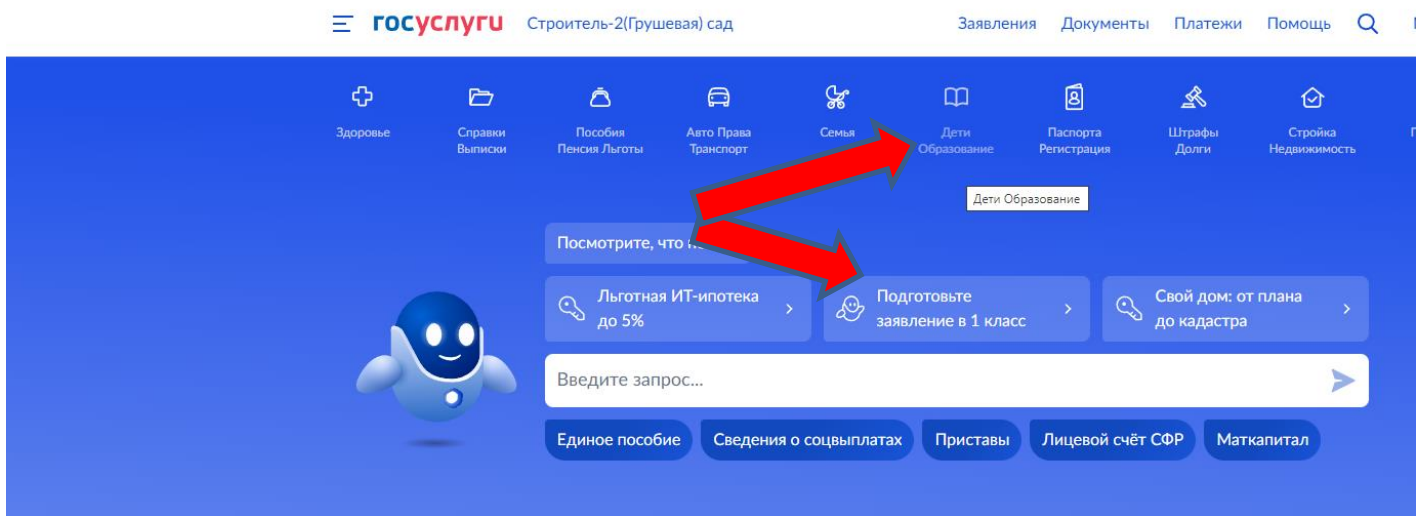 госуслуги Строитель-2(Грушевая) сад Заявления Документы Платежи Помощь
Здоровье
Справки
Выписки
Пособия
Пенсия Льготы
Авто Права
Транспорт
Семья
Дети
Образование
Паспорта
Регистрация
Штрафы
Долги
Стройка
Недвижимость
Дети Образование
Посмотрите, что
Льготная ИТ-ипотека
до 5%
Подготовьте
заявление в 1 класс
Свой дом: от плана
до кадастра
Введите запрос...
Единое пособие Сведения о соцвыплатах Приставы Лицевой счёт СФР Маткапитал